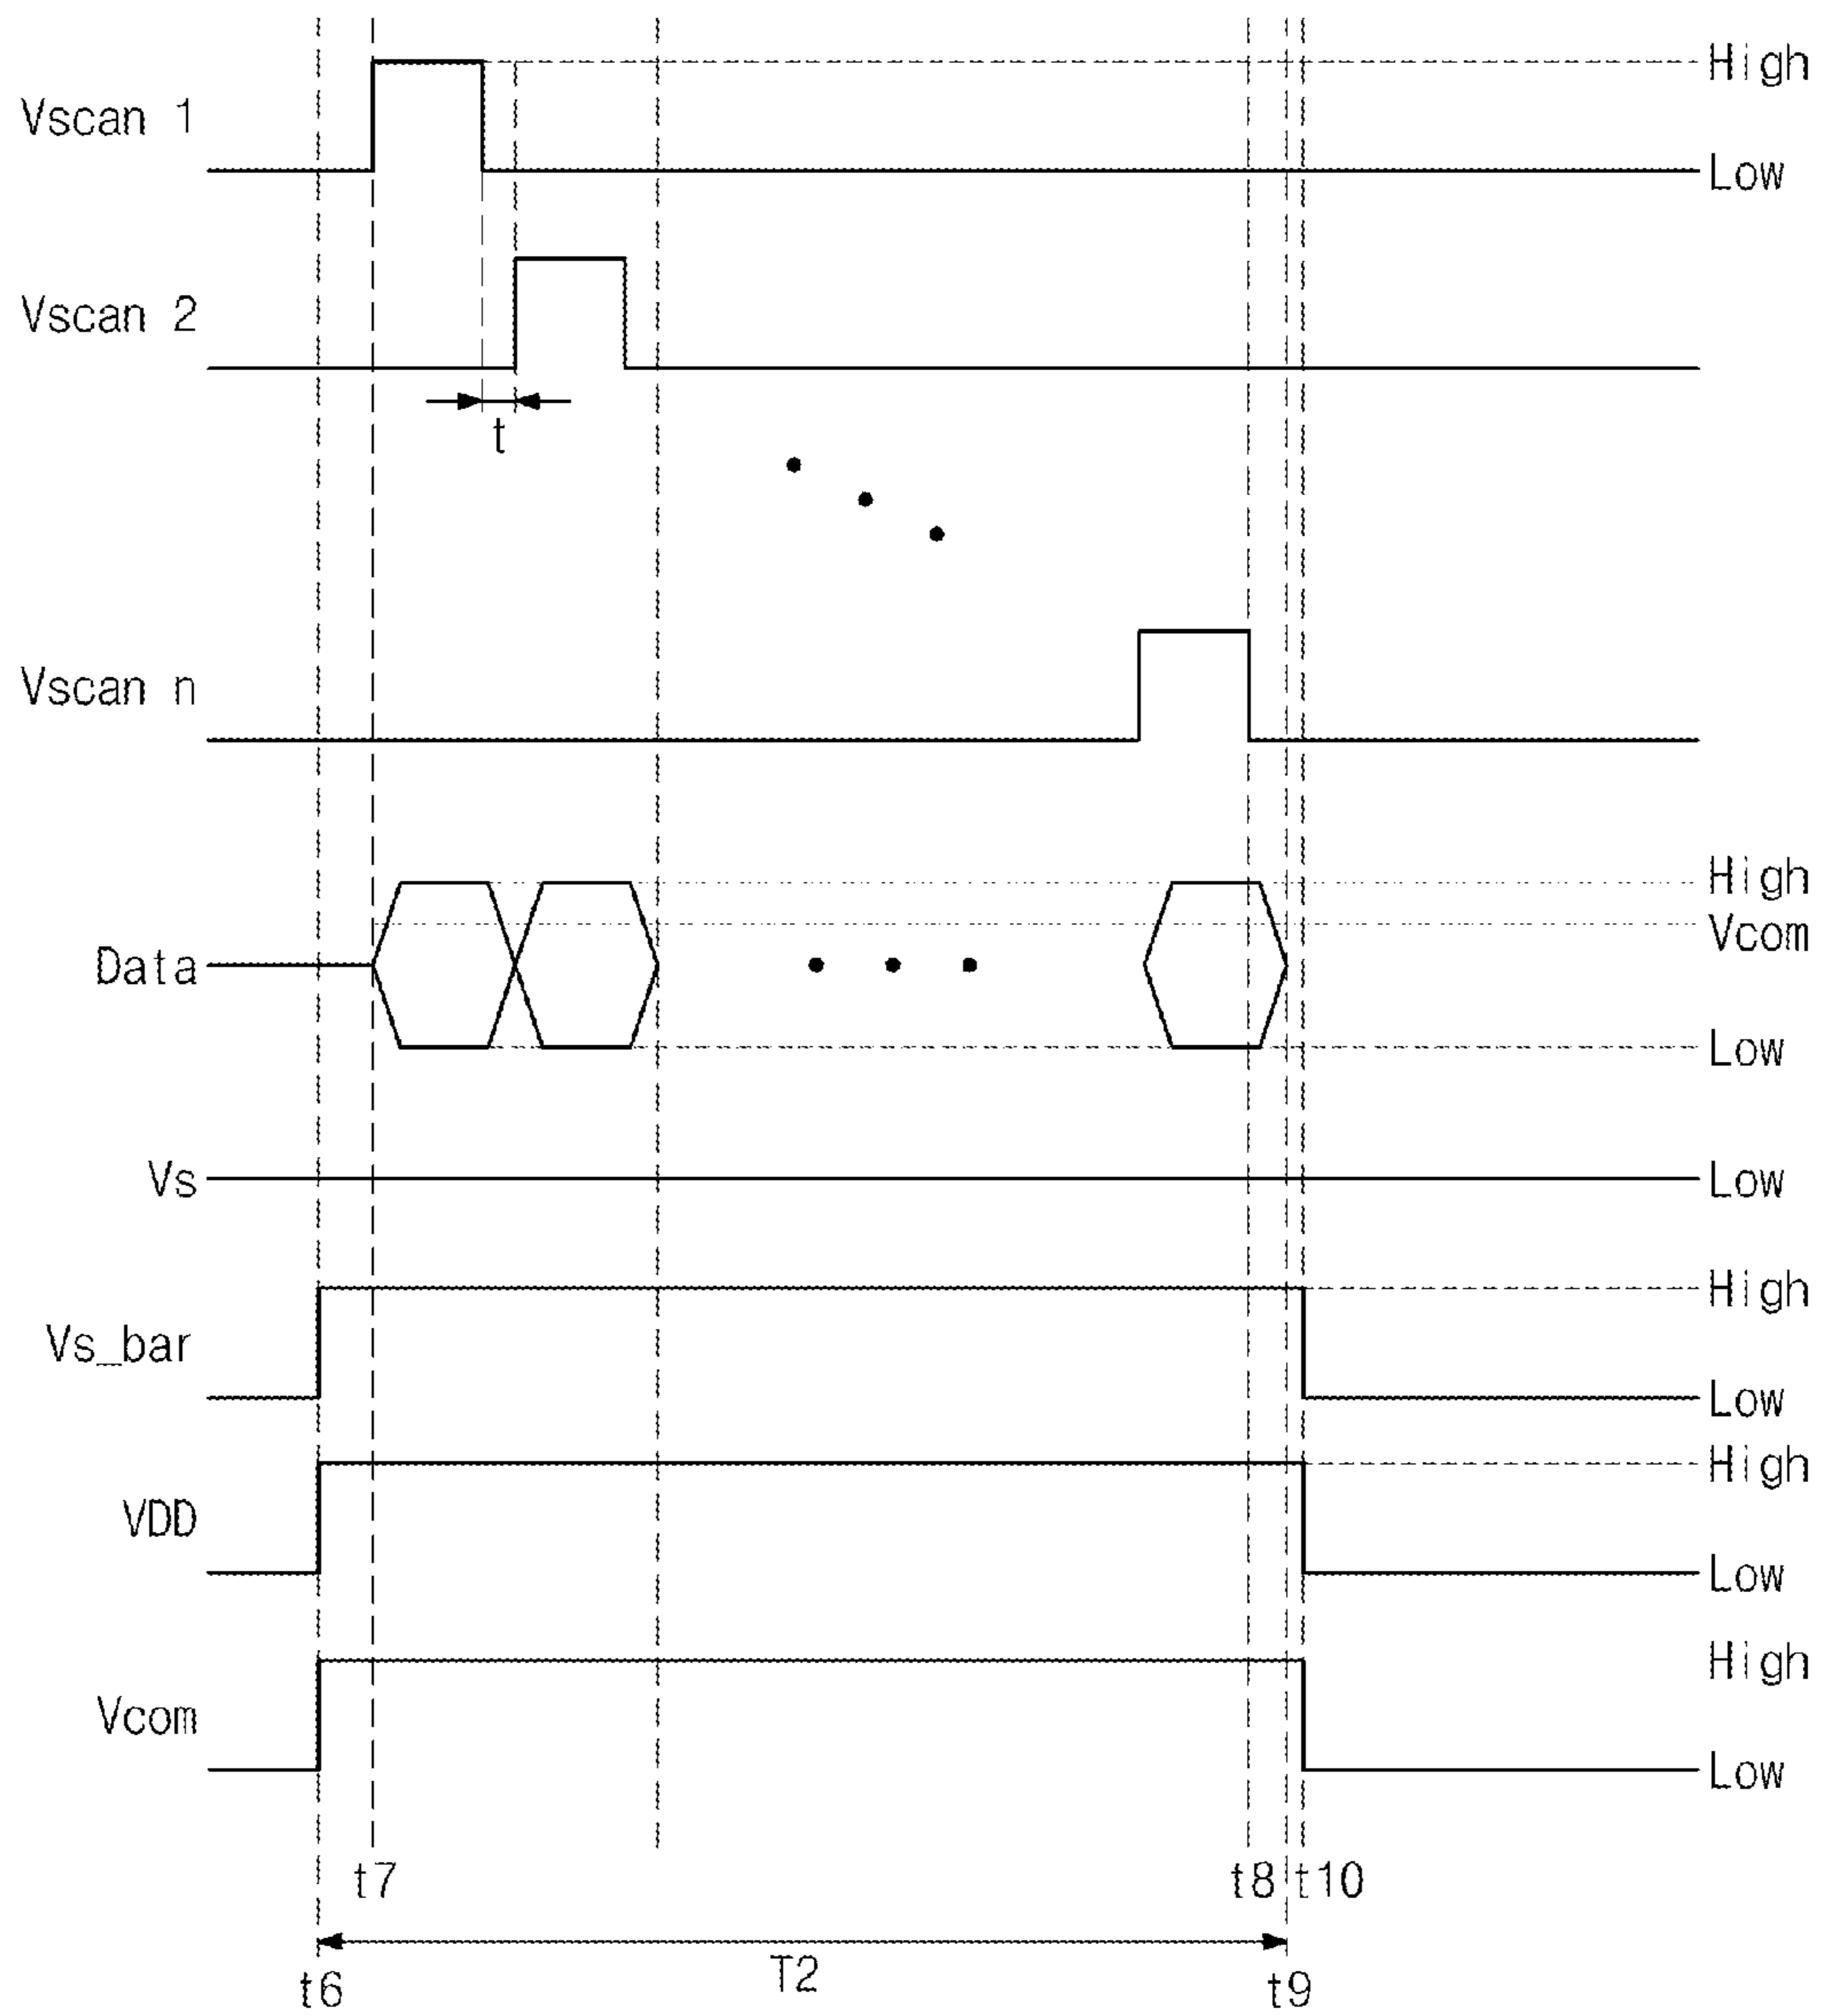 High
Vscan 1
Low
Vscan 2
t
Vscan n
High
Vcom
Data
Low
Vs
Low
High
Vs_bar
Low
High
VDD
Low
High
Vcom
Low
t7 t8 t10
T2
t6 t9